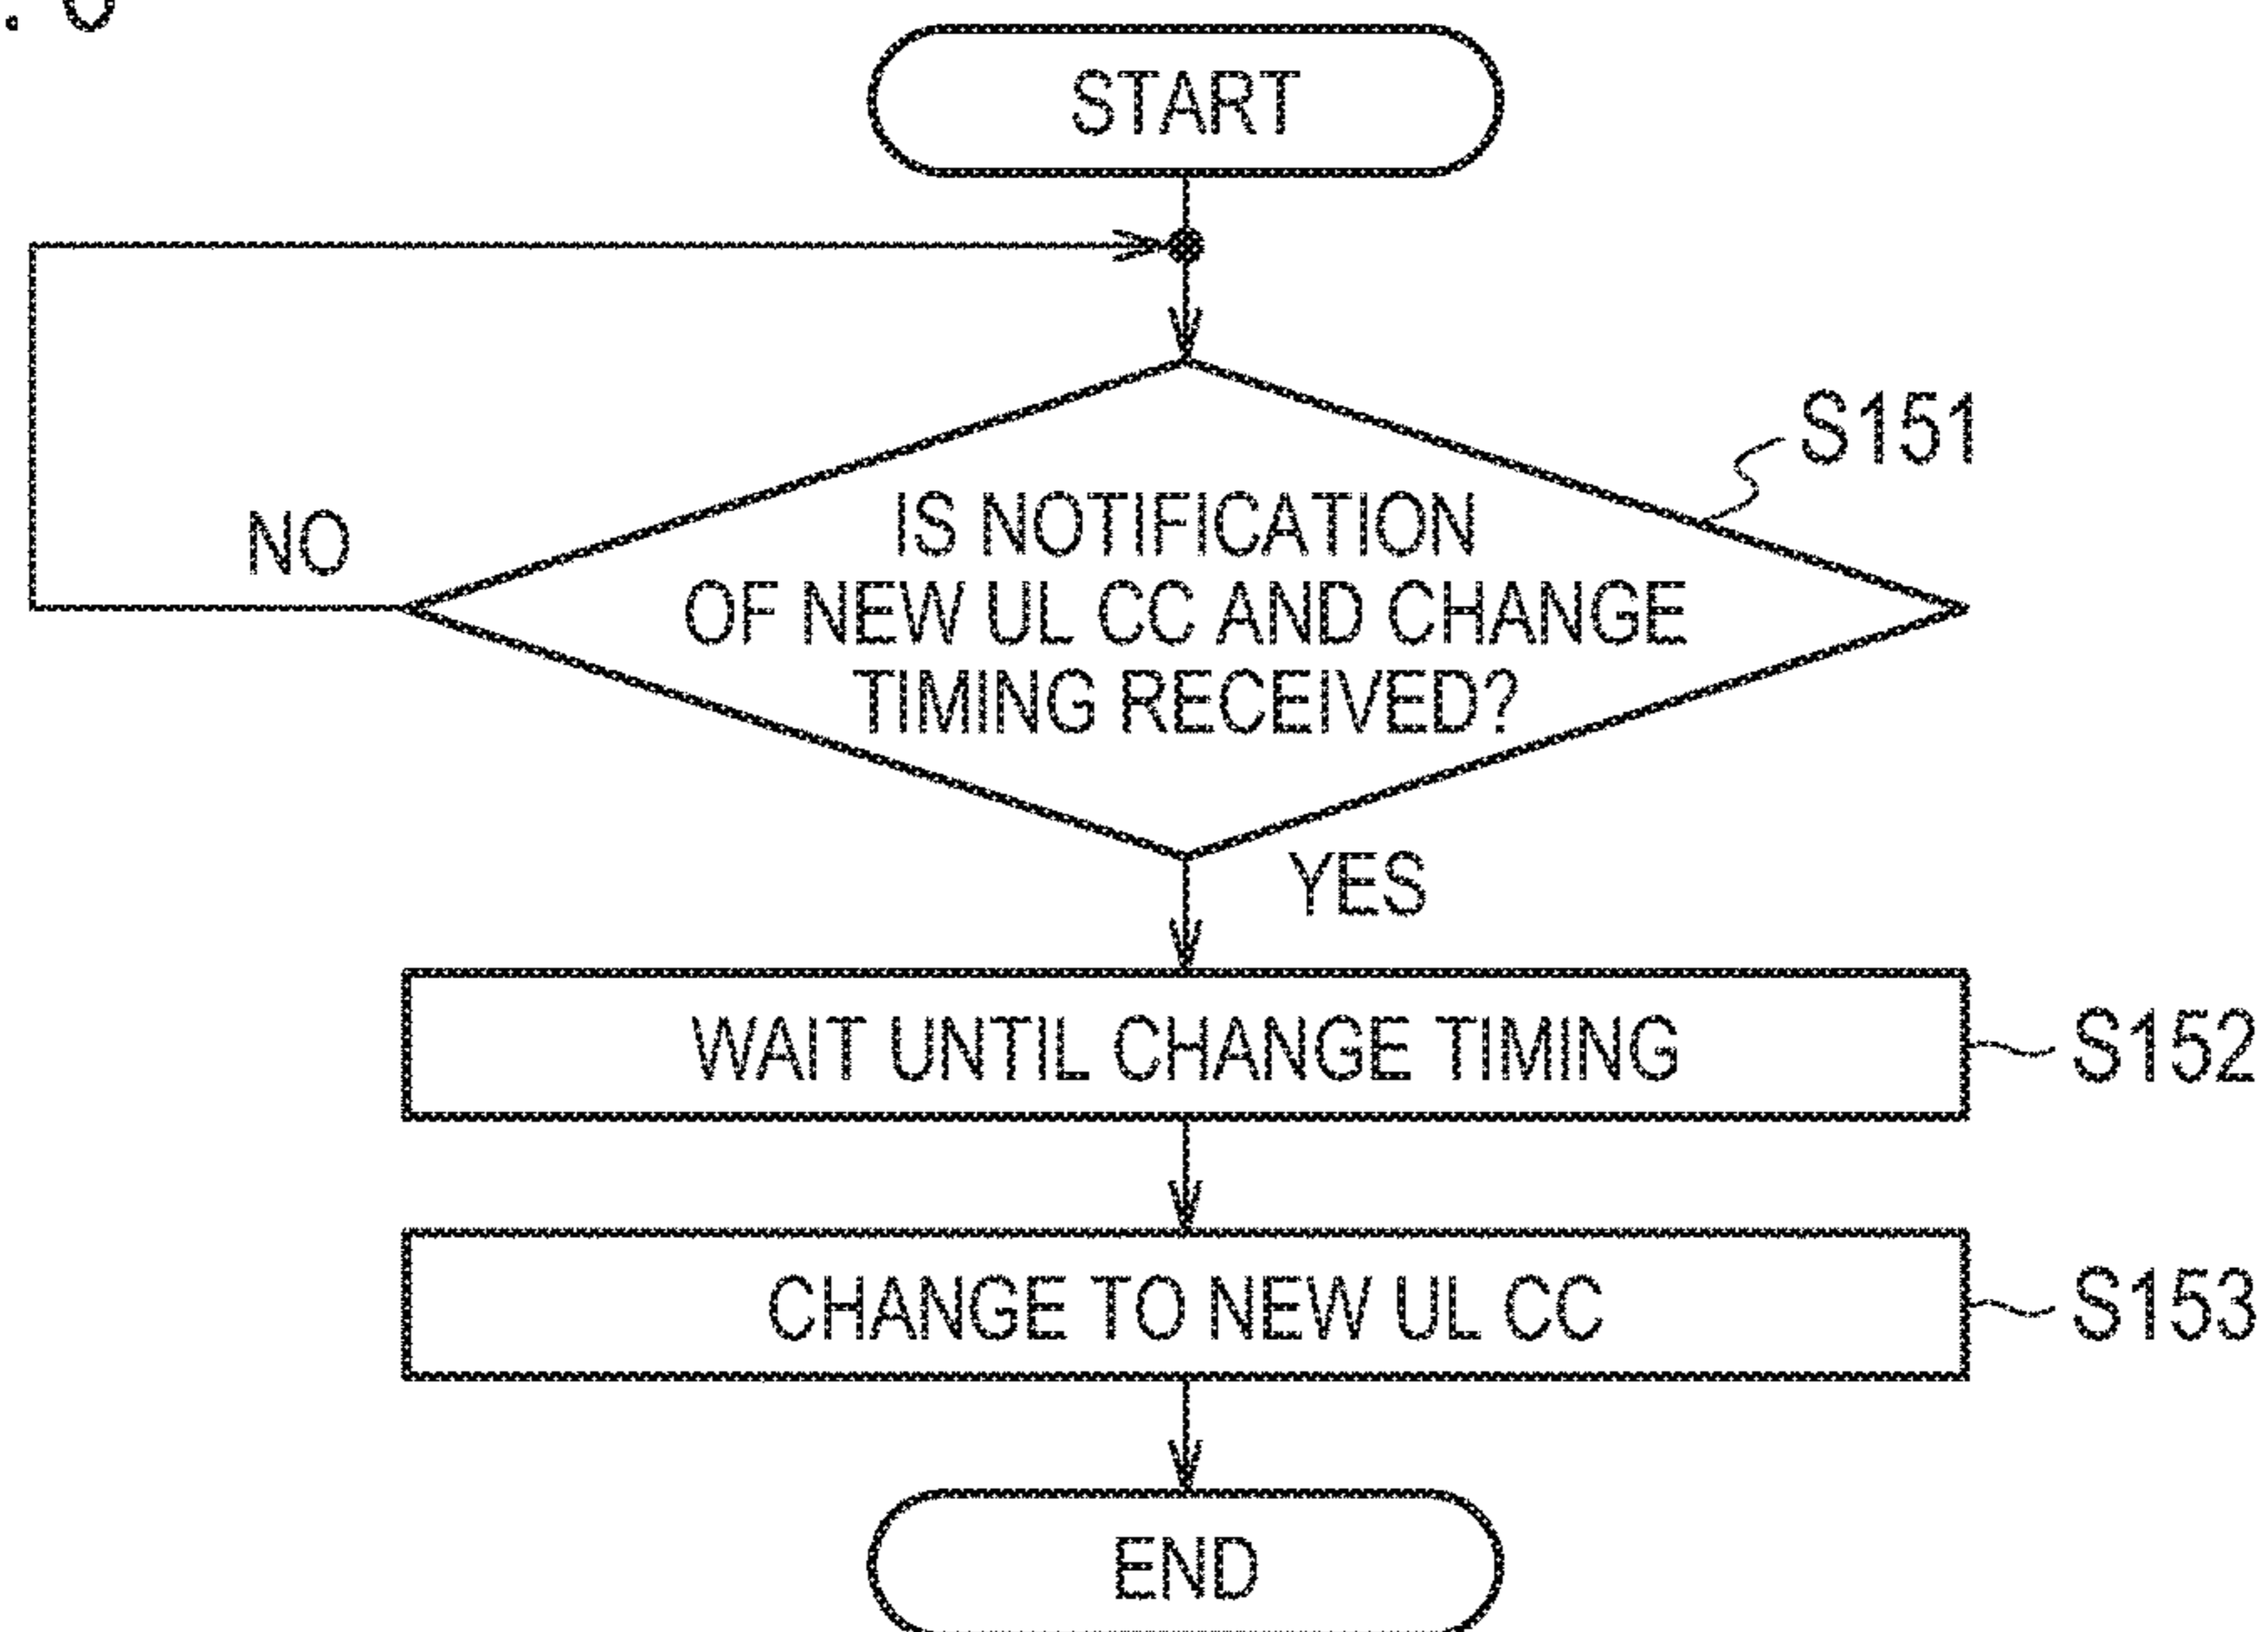 START
S151
IS NOTIFICATION
NO
OF NEW UL CC AND CHANGE
TIMING RECEIVED?
YES
WAIT UNTIL CHANGE TIMING
S152
CHANGE TO NEW UL CC
S153
END